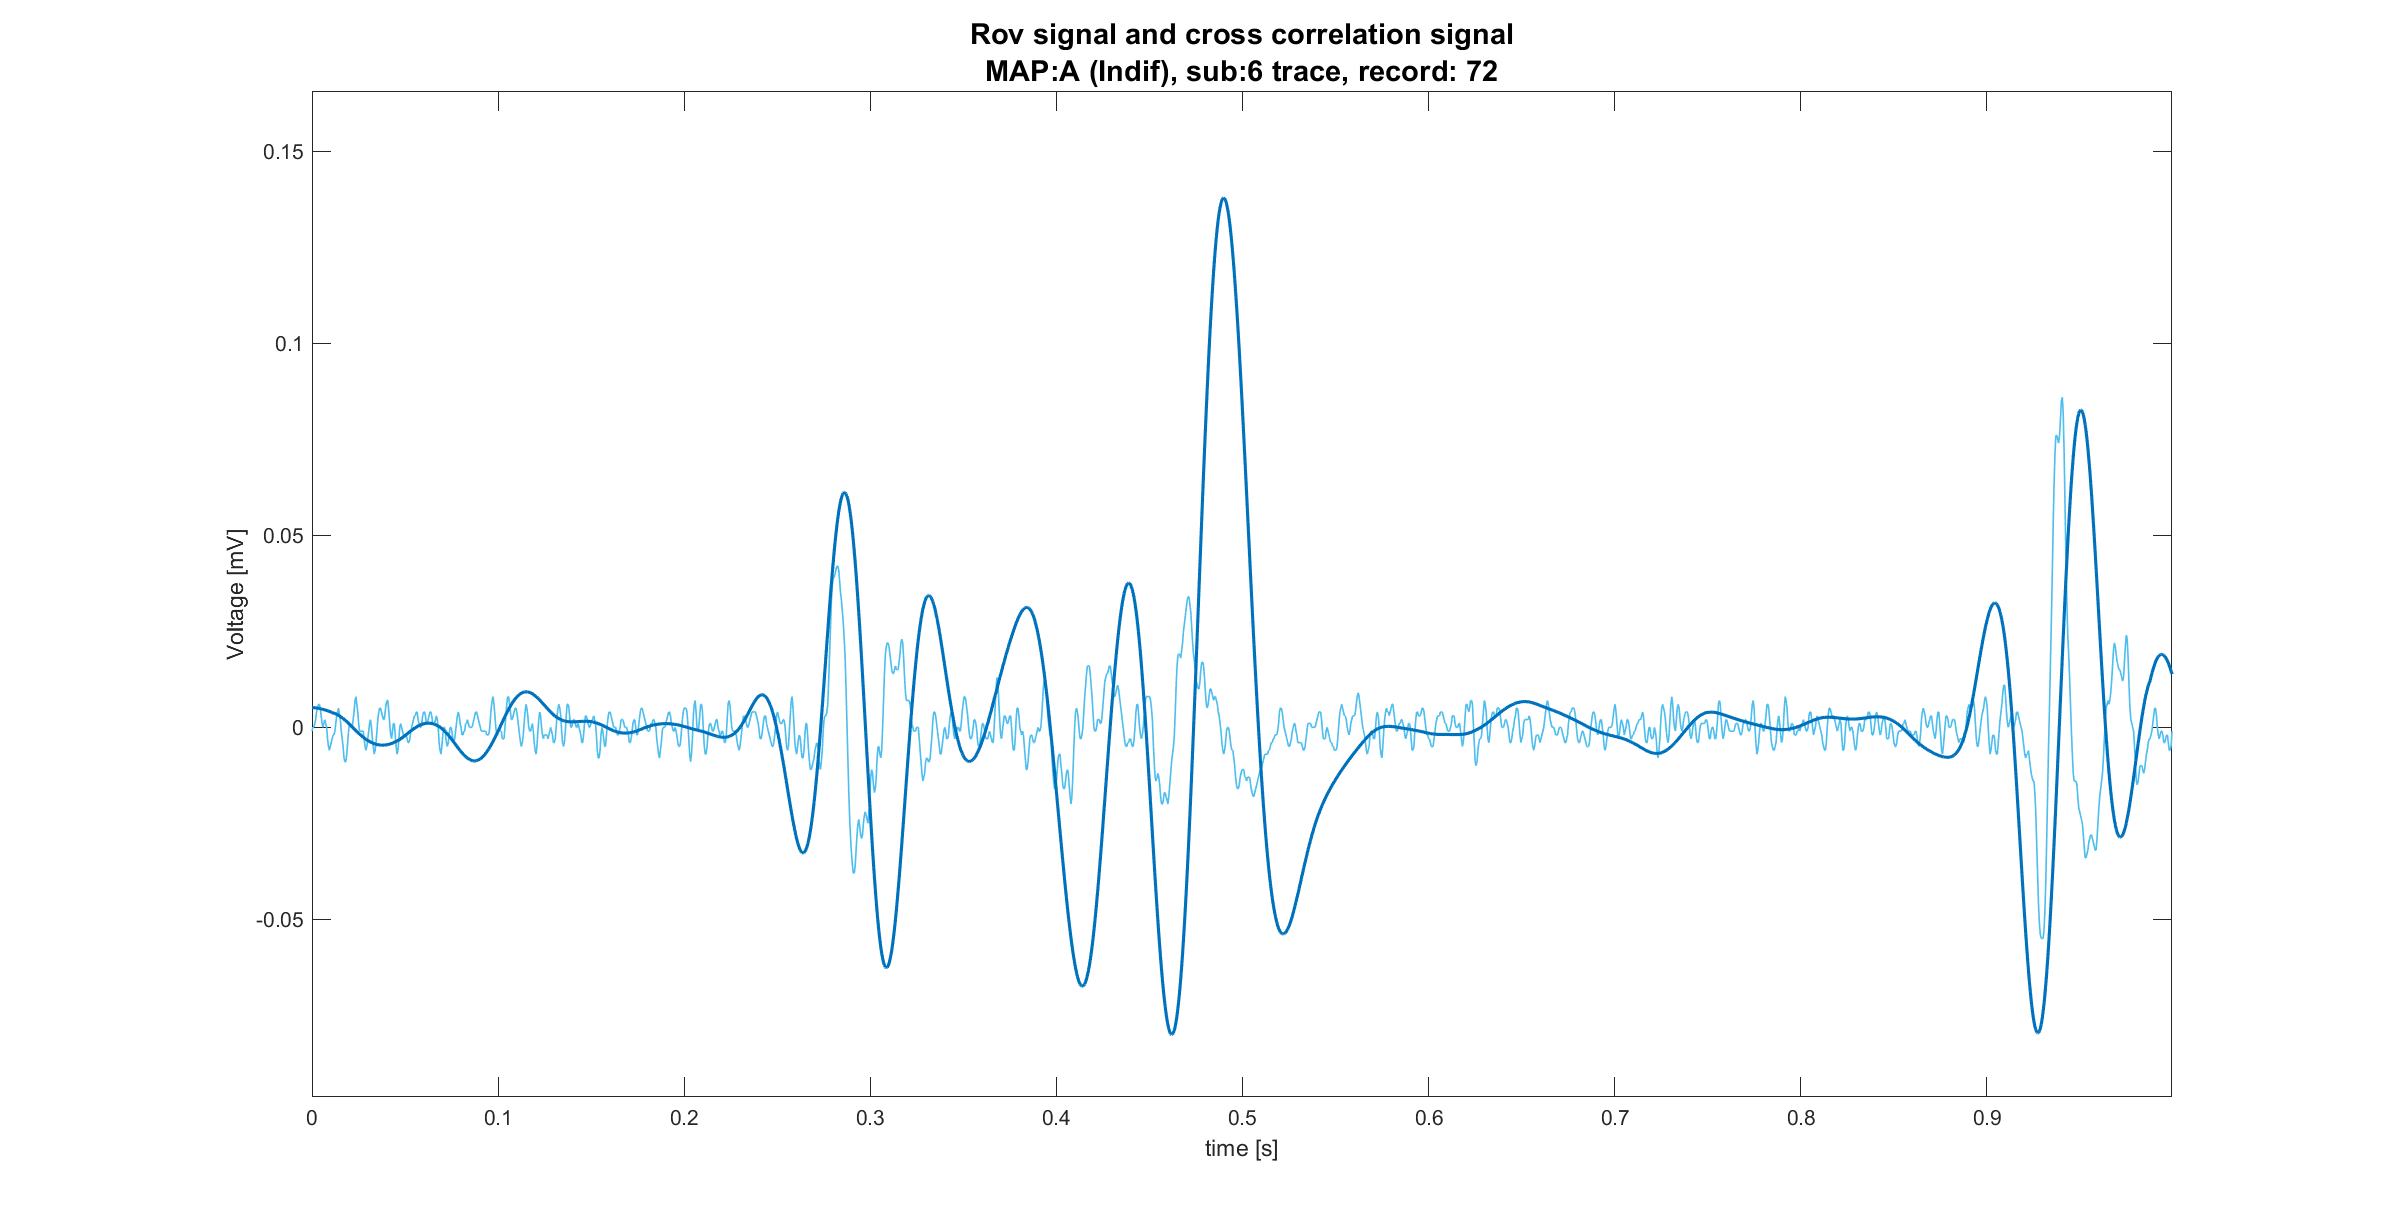 Rov signal and cross correlation signal
MAP:A (Indif), sub:6 trace, record: 72
0.15
0.1
0.05
0
-0.05
Voltage [mV]
0 0.1 0.2 0.3 0.4 0.5 0.6 0.7 0.8 0.9
time [s]